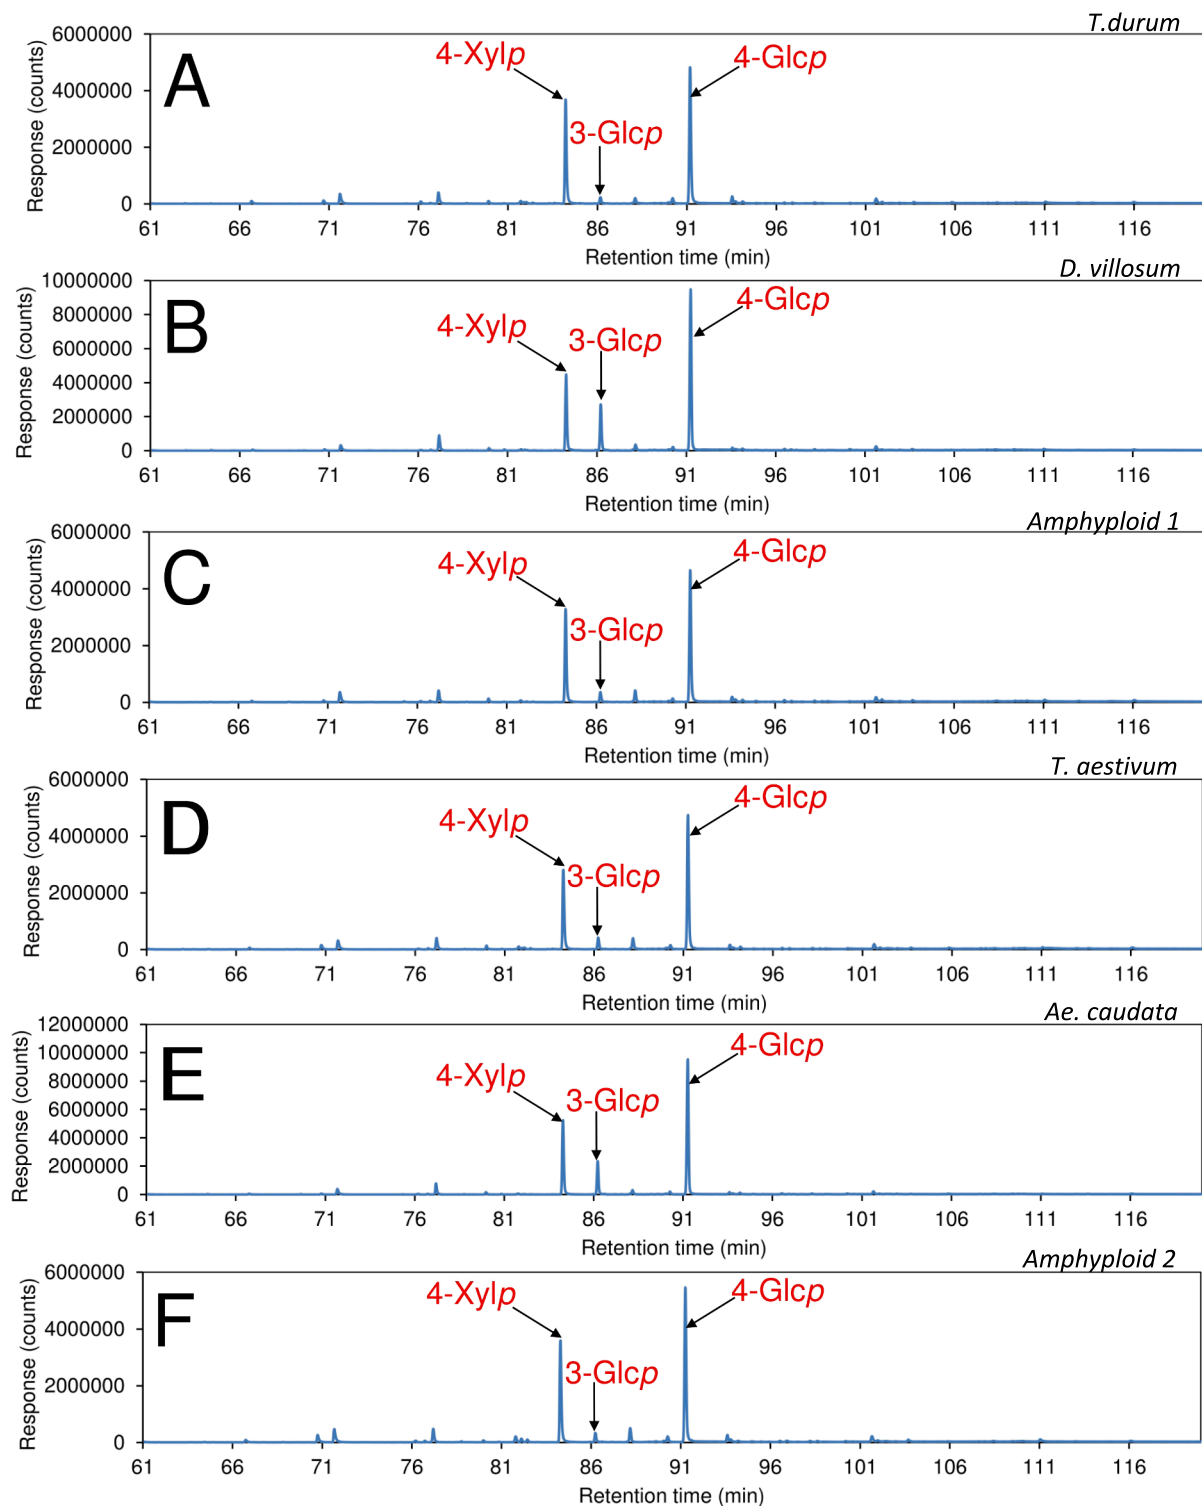 T.durum
6000000
4-Xylp
4-Glcp
A
4000000
3-Glcp
2000000
0
Response (counts)
61 66 71 76 81 86 91 96 101 106 111 116
Retention time (min)
D. villosum
10000000
4-Glcp
8000000
B
4-Xylp
3-Glcp
6000000
4000000
2000000
0
Response (counts)
61 66 71 76 81 86 91 96 101 106 111 116
Retention time (min)
Amphyploid 1
6000000
4-Glcp
4-Xylp
C
4000000
3-Glcp
2000000
0
Response (counts)
61 66 71 76 81 86 91 96 101 106 111 116
Retention time (min)
T. aestivum
6000000
4-Glcp
4-Xylp
D
4000000
3-Glcp
2000000
0
Response (counts)
61 66 71 76 81 86 91 96 101 106 111 116
Retention time (min)
Ae. caudata
12000000
4-Glcp
10000000
E
4-Xylp
8000000
3-Glcp
6000000
4000000
2000000
0
Response (counts)
61 66 71 76 81 86 91 96 101 106 111 116
Retention time (min)
Amphyploid 2
6000000
4-Xylp
4-Glcp
F
4000000
3-Glcp
2000000
0
Response (counts)
61 66 71 76 81 86 91 96 101 106 111 116
Retention time (min)